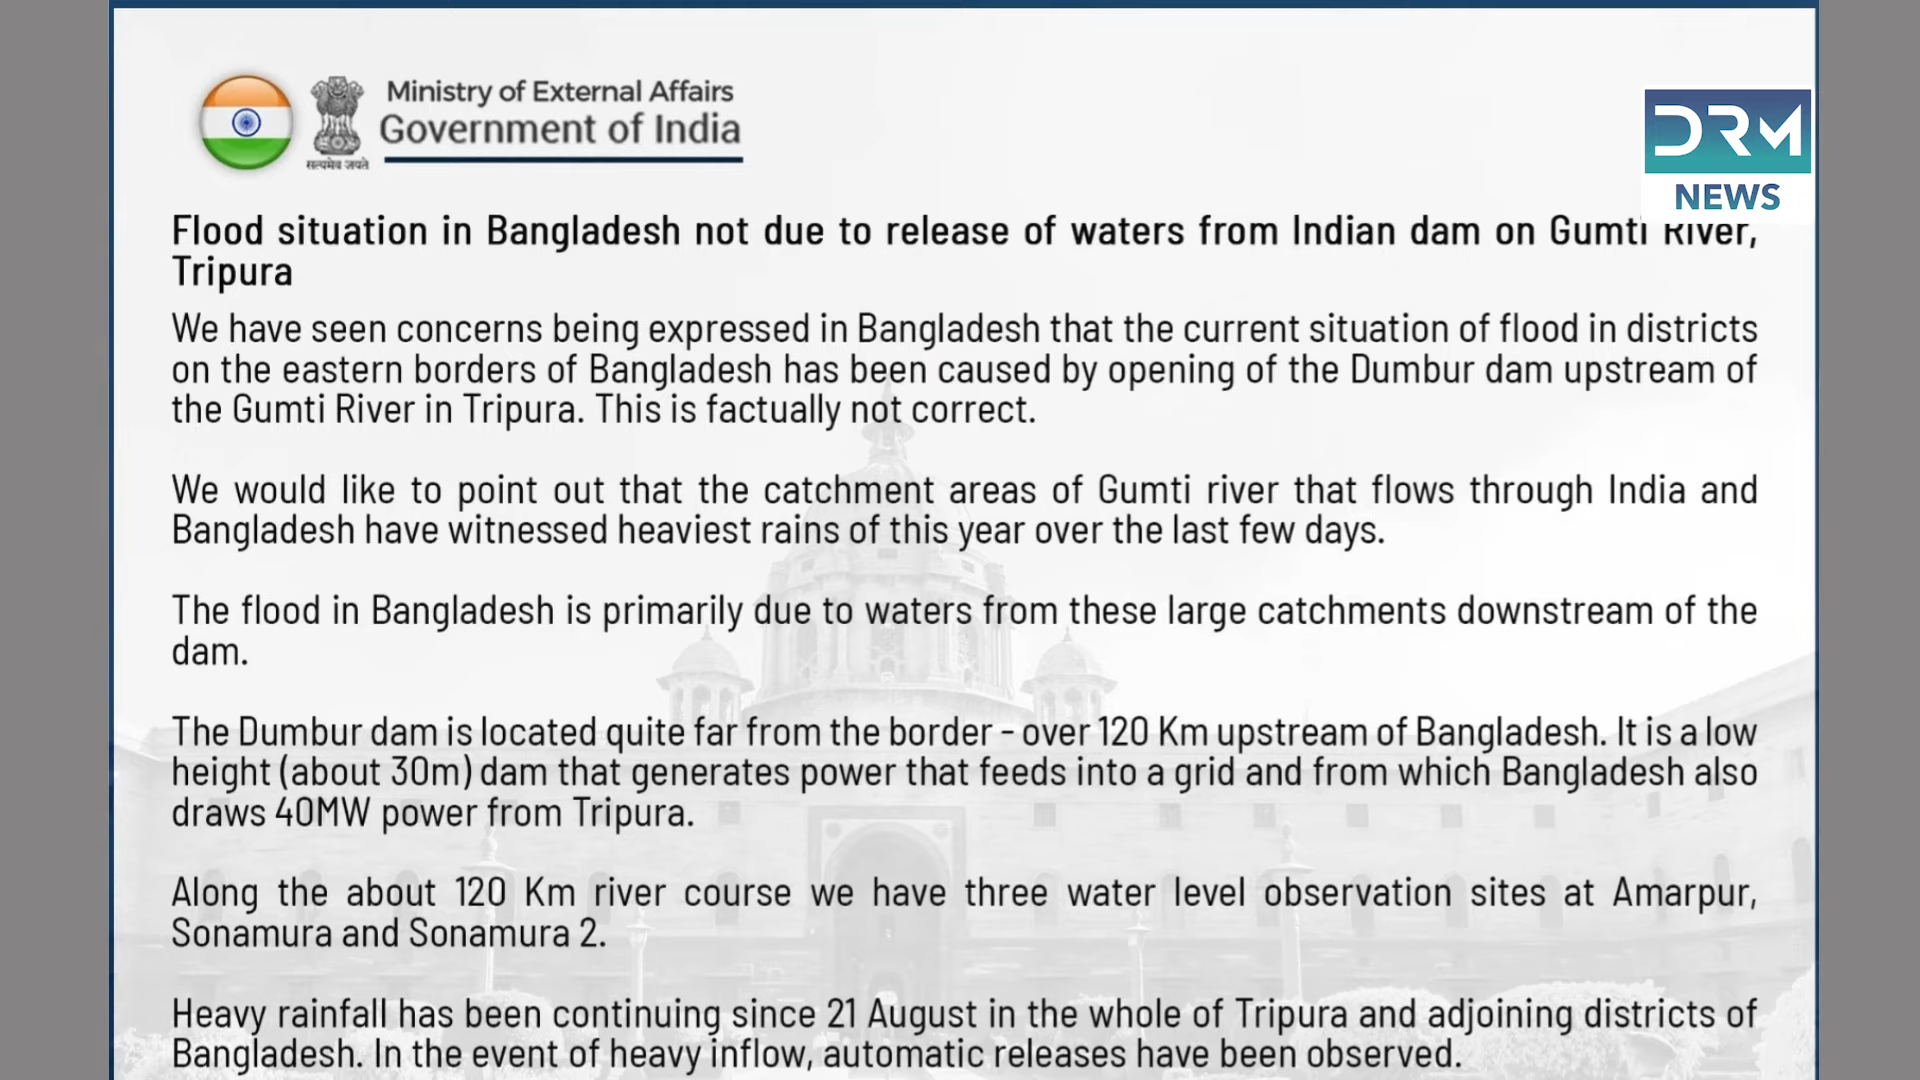 Ministry of External Affairs
Government of India
सत्यमेव जयते
DRM
NEWS
Flood situation in Bangladesh not due to release of waters from Indian dam on Gumti River,
Tripura
We have seen concerns being expressed in Bangladesh that the current situation of flood in districts
on the eastern borders of Bangladesh has been caused by opening of the Dumbur dam upstream of
the Gumti River in Tripura. This is factually not correct.
We would like to point out that the catchment areas of Gumti river that flows through India and
Bangladesh have witnessed heaviest rains of this year over the last few days.
The flood in Bangladesh is primarily due to waters from these large catchments downstream of the
dam.
The Dumbur dam is located quite far from the border - over 120 Km upstream of Bangladesh. It is a low
height (about 30m) dam that generates power that feeds into a grid and from which Bangladesh also
draws 40MW power from Tripura.
Along the about 120 Km river course we have three water level observation sites at Amarpur,
Sonamura and Sonamura 2.
Heavy rainfall has been continuing since 21 August in the whole of Tripura and adjoining districts of
Bangladesh. In the event of heavy inflow, automatic releases have been observed.